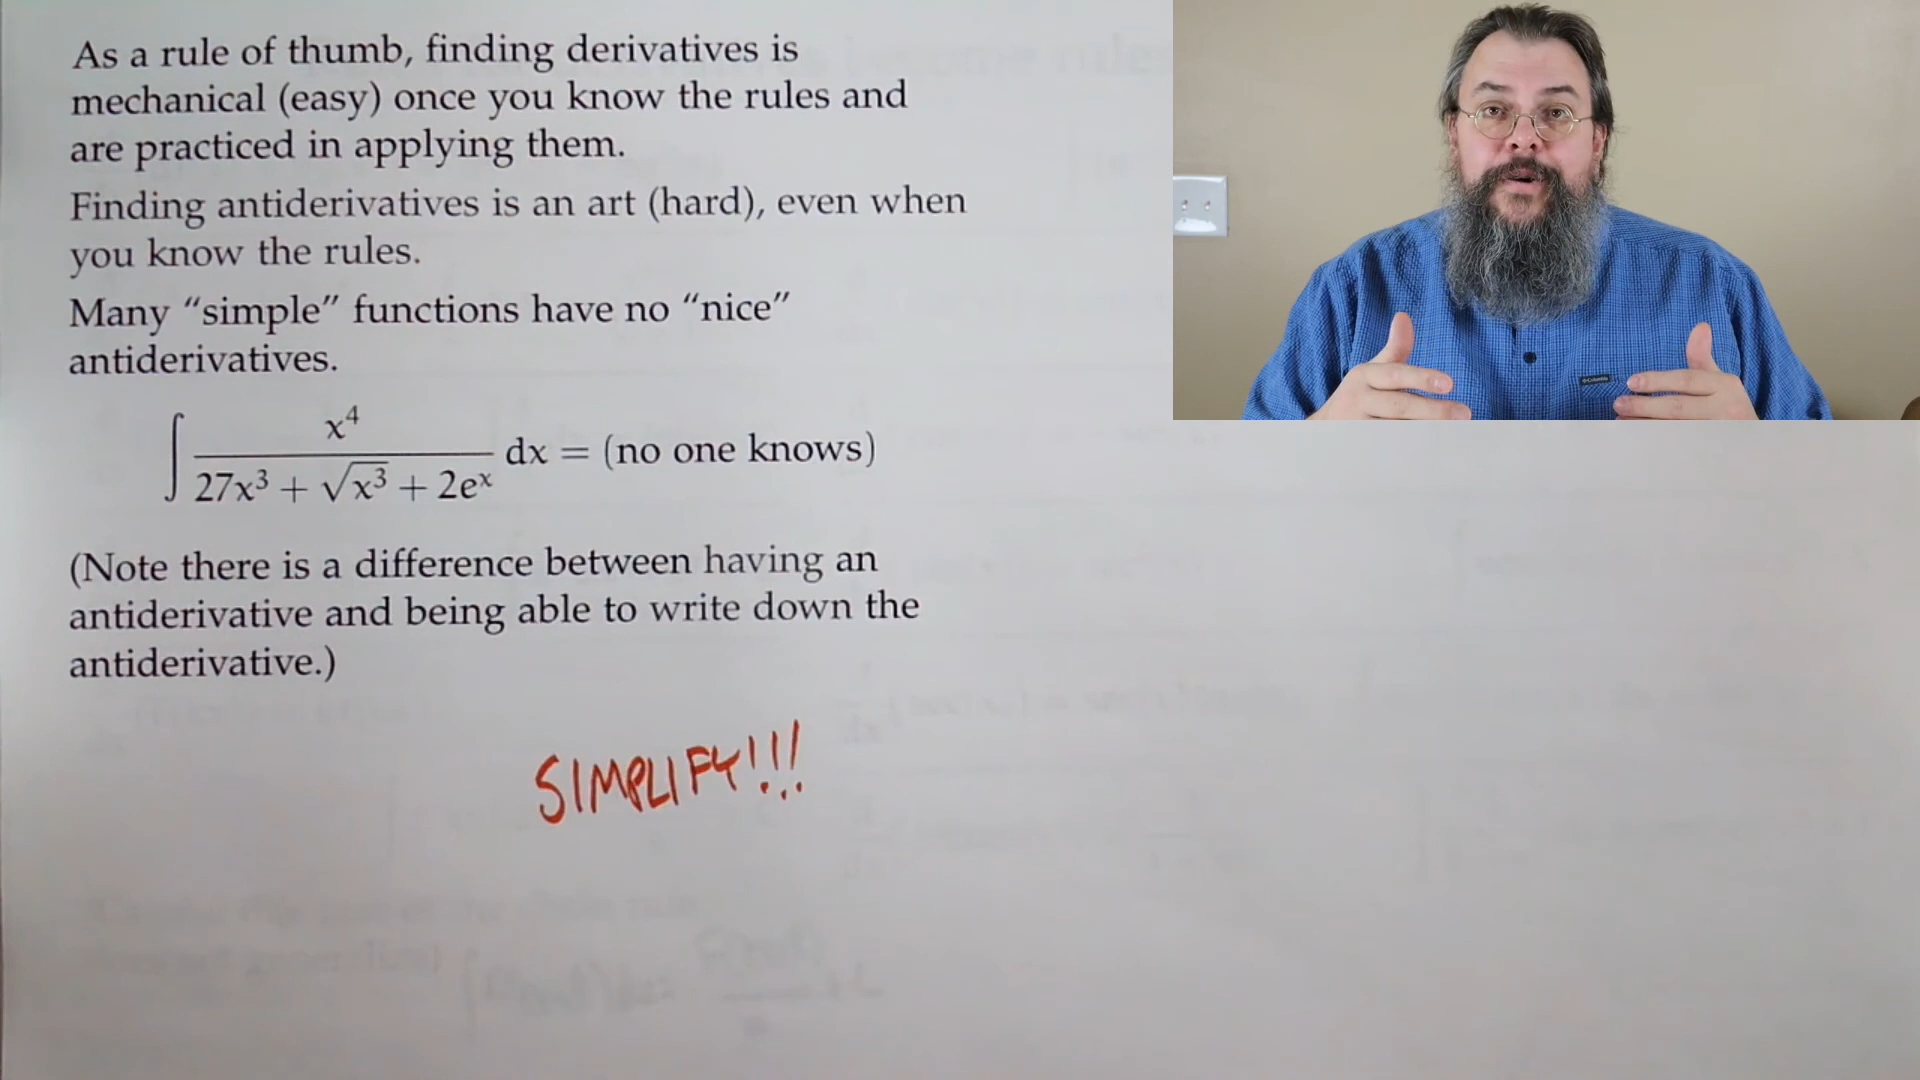 As a rule of thumb, finding derivatives is
mechanical (easy) once you know the rules and
are practiced in applying them.
Finding antiderivatives is an art (hard), even when
you know the rules.
Many “simple” functions have no “nice”
antiderivatives.
∫ x⁴ / (27x³ + √x³ + 2eˣ) dx = (no one knows)
(Note there is a difference between having an
antiderivative and being able to write down the
antiderivative.)
SIMPLIFY!!!